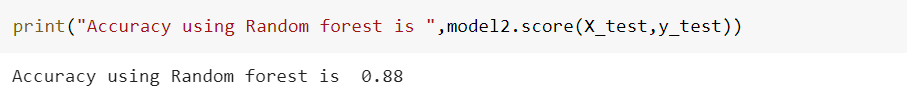 print("Accuracy using Random forest is ",model2.score(X_test,y_test))
Accuracy using Random forest is  0.88